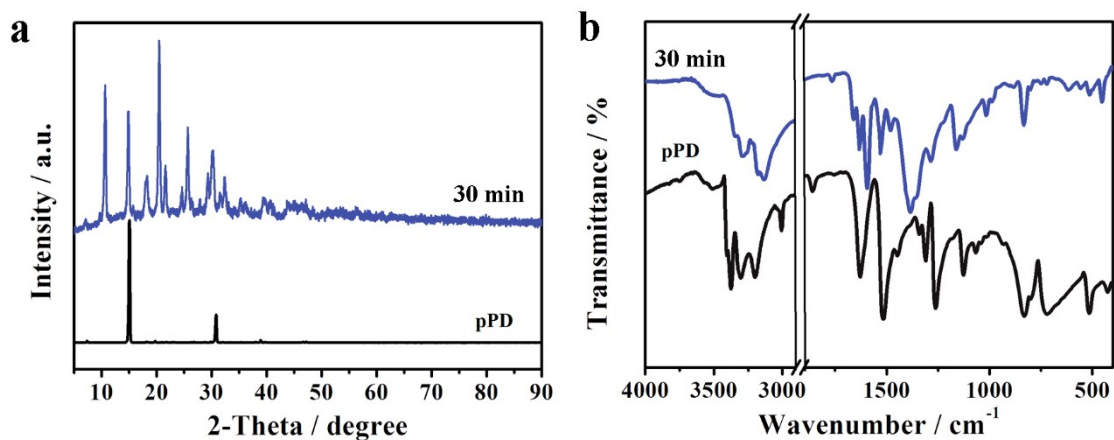 a
Intensity / a.u.
30 min
pPD
10 20 30 40 50 60 70 80 90
2-Theta / degree
b
Transmittance / %
30 min
pPD
4000 3500 3000 1500 1000 500
Wavenumber / cm⁻¹